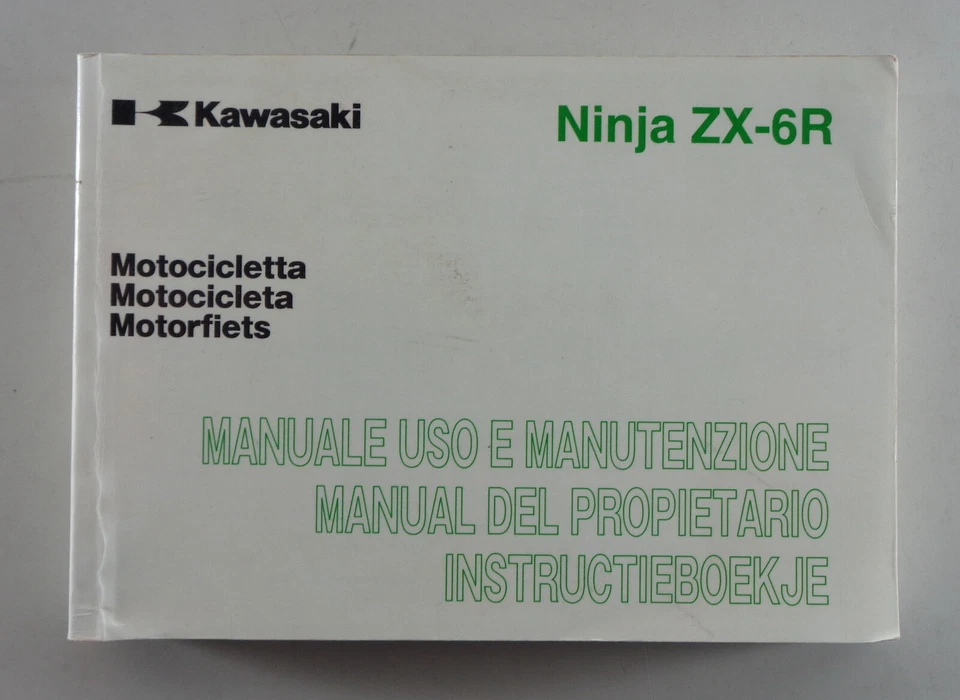 Kawasaki
Ninja ZX-6R
Motocicletta
Motocicleta
Motorfiets
MANUALE USO E MANUTENZIONE
MANUAL DEL PROPIETARIO
INSTRUCTIEBOEKJE